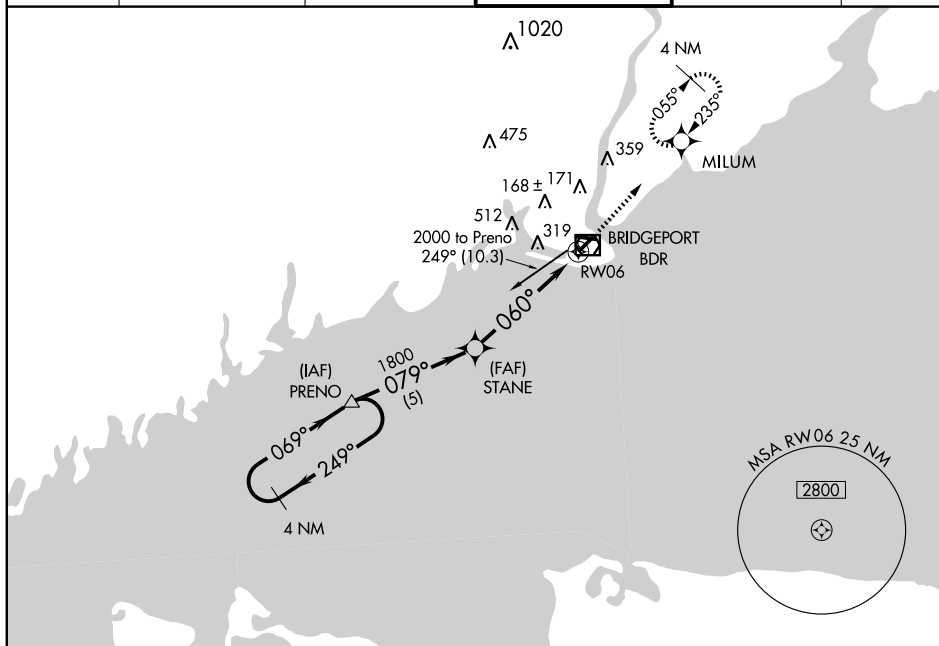 1020
4 NM
055°
235°
475
359
MILUM
168 ±
171
512
319
2000 to Preno
249° (10.3)
BRIDGEPORT
BDR
RW06
060°
(IAF)
PRENO
1800
079°
(5)
(FAF)
STANE
069°
249°
4 NM
MSA RW06 25 NM
2800